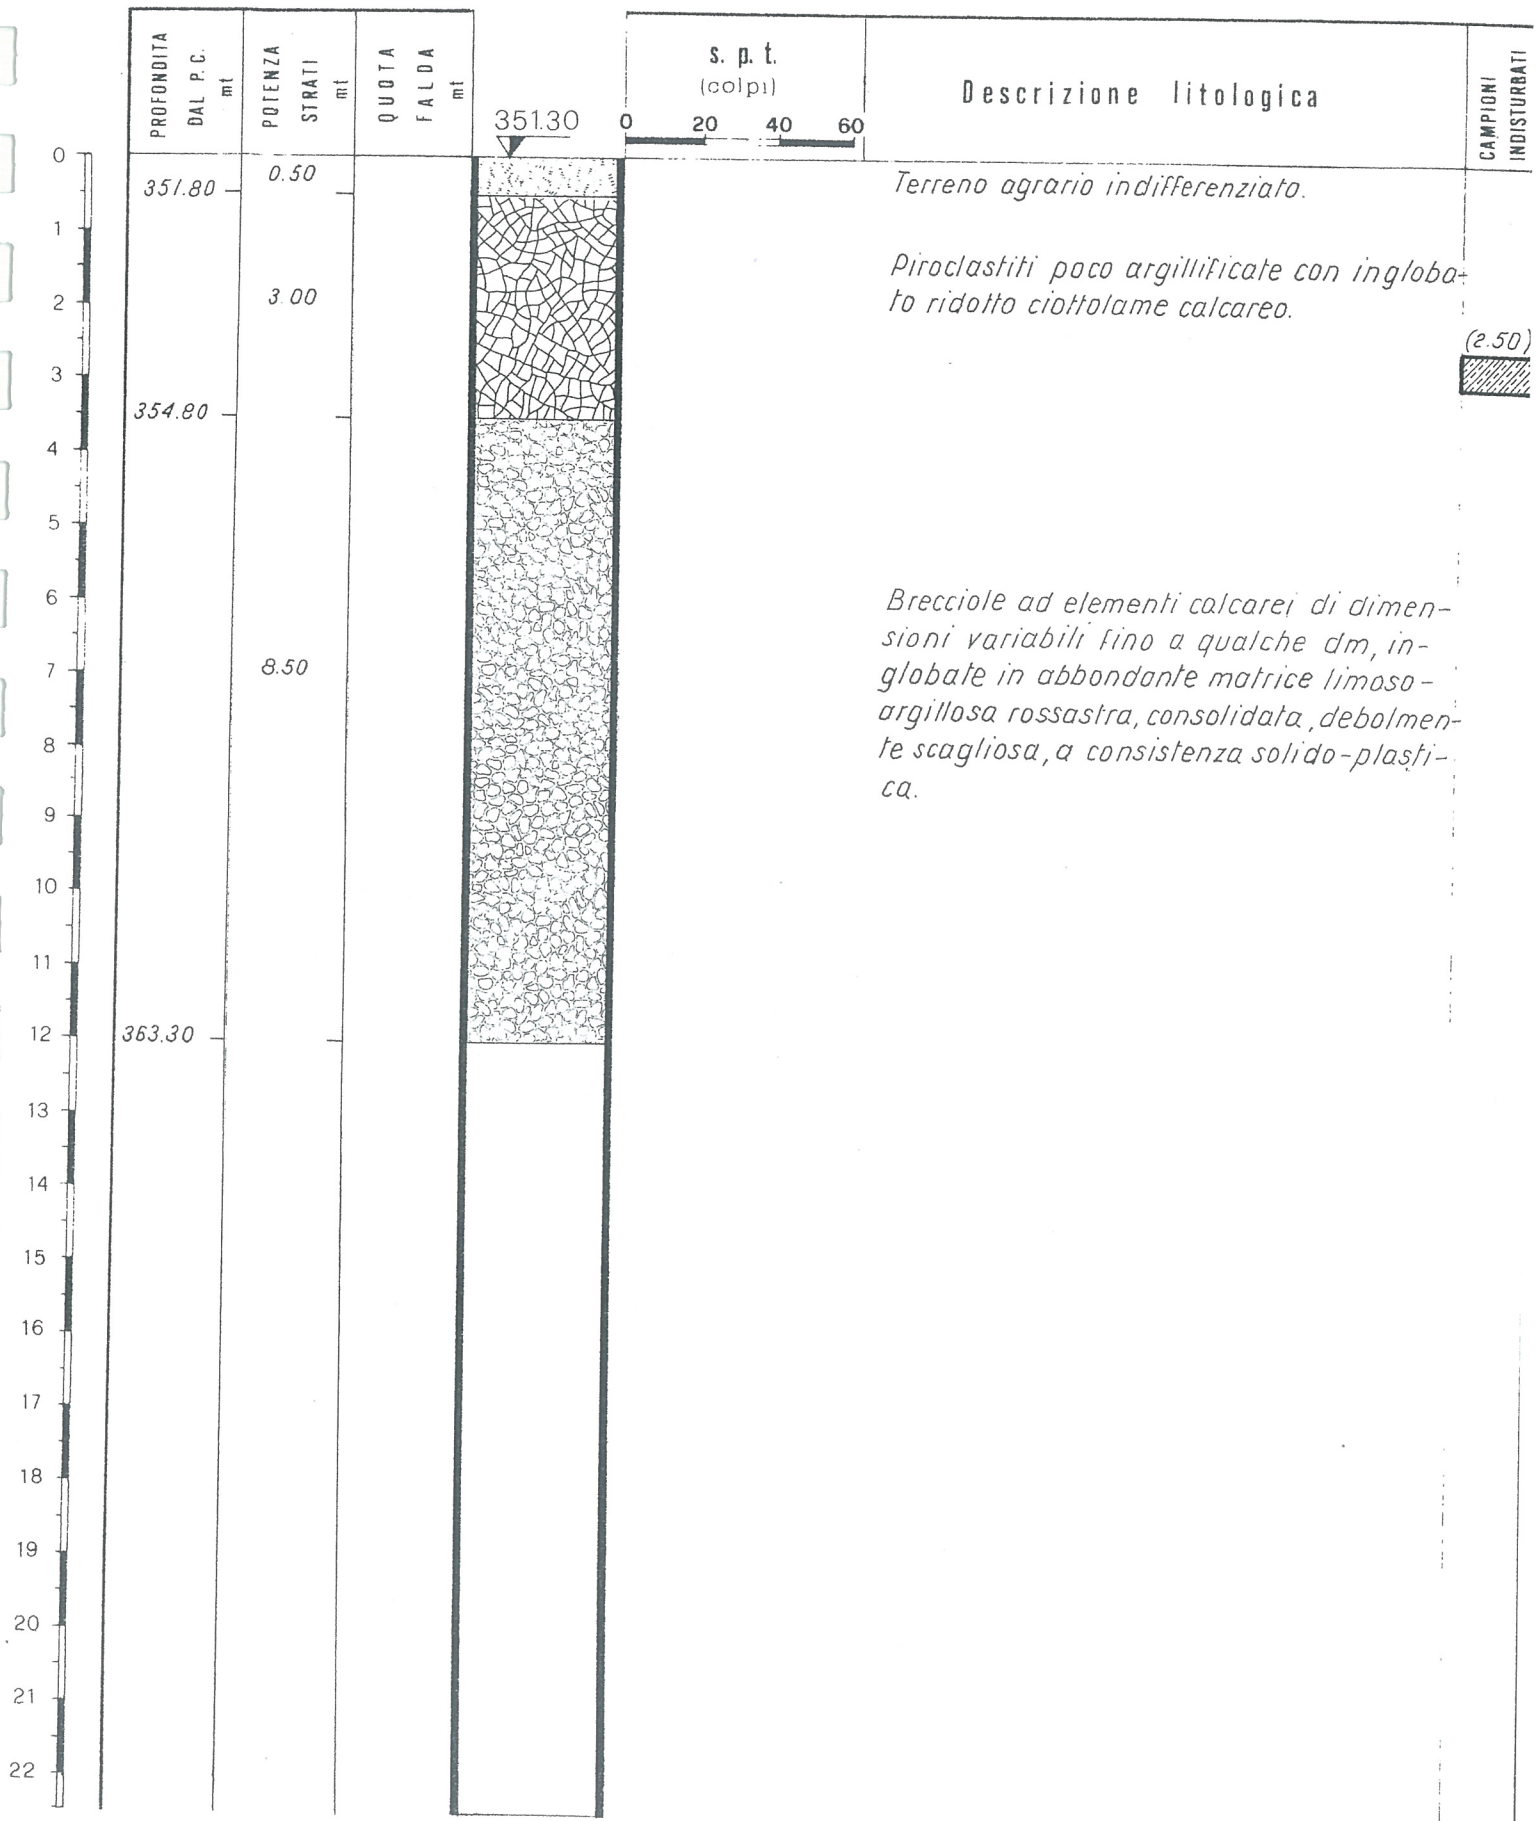 PROFONDITA
DAL P.C.
mt
POTENZA
STRATI
mt
QUOTA
FALDA
mt
351.30
s. p. t.
(colpi)
0 20 40 60
Descrizione litologica
CAMPIONI
INDISTURBATI
0
351.80
0.50
Terreno agrario indifferenziato.
1
Piroclastiti poco argillificate con ingloba-
to ridotto ciottolame calcareo.
2
3.00
(2.50)
3
354.80
4
5
6
Brecciole ad elementi calcarei di dimen-
sioni variabili fino a qualche dm, in-
globate in abbondante matrice limoso-
argillosa rossastra, consolidata, debolmen-
te scagliosa, a consistenza solido-plasti-
ca.
7
8.50
8
9
10
11
12
363.30
13
14
15
16
17
18
19
20
21
22